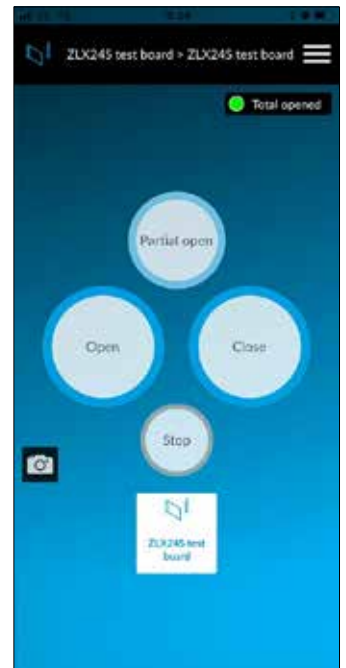 ZLX24S test board > ZLX24S test board
Total opened
Partial open
Open
Close
Stop
ZLX24S test
board